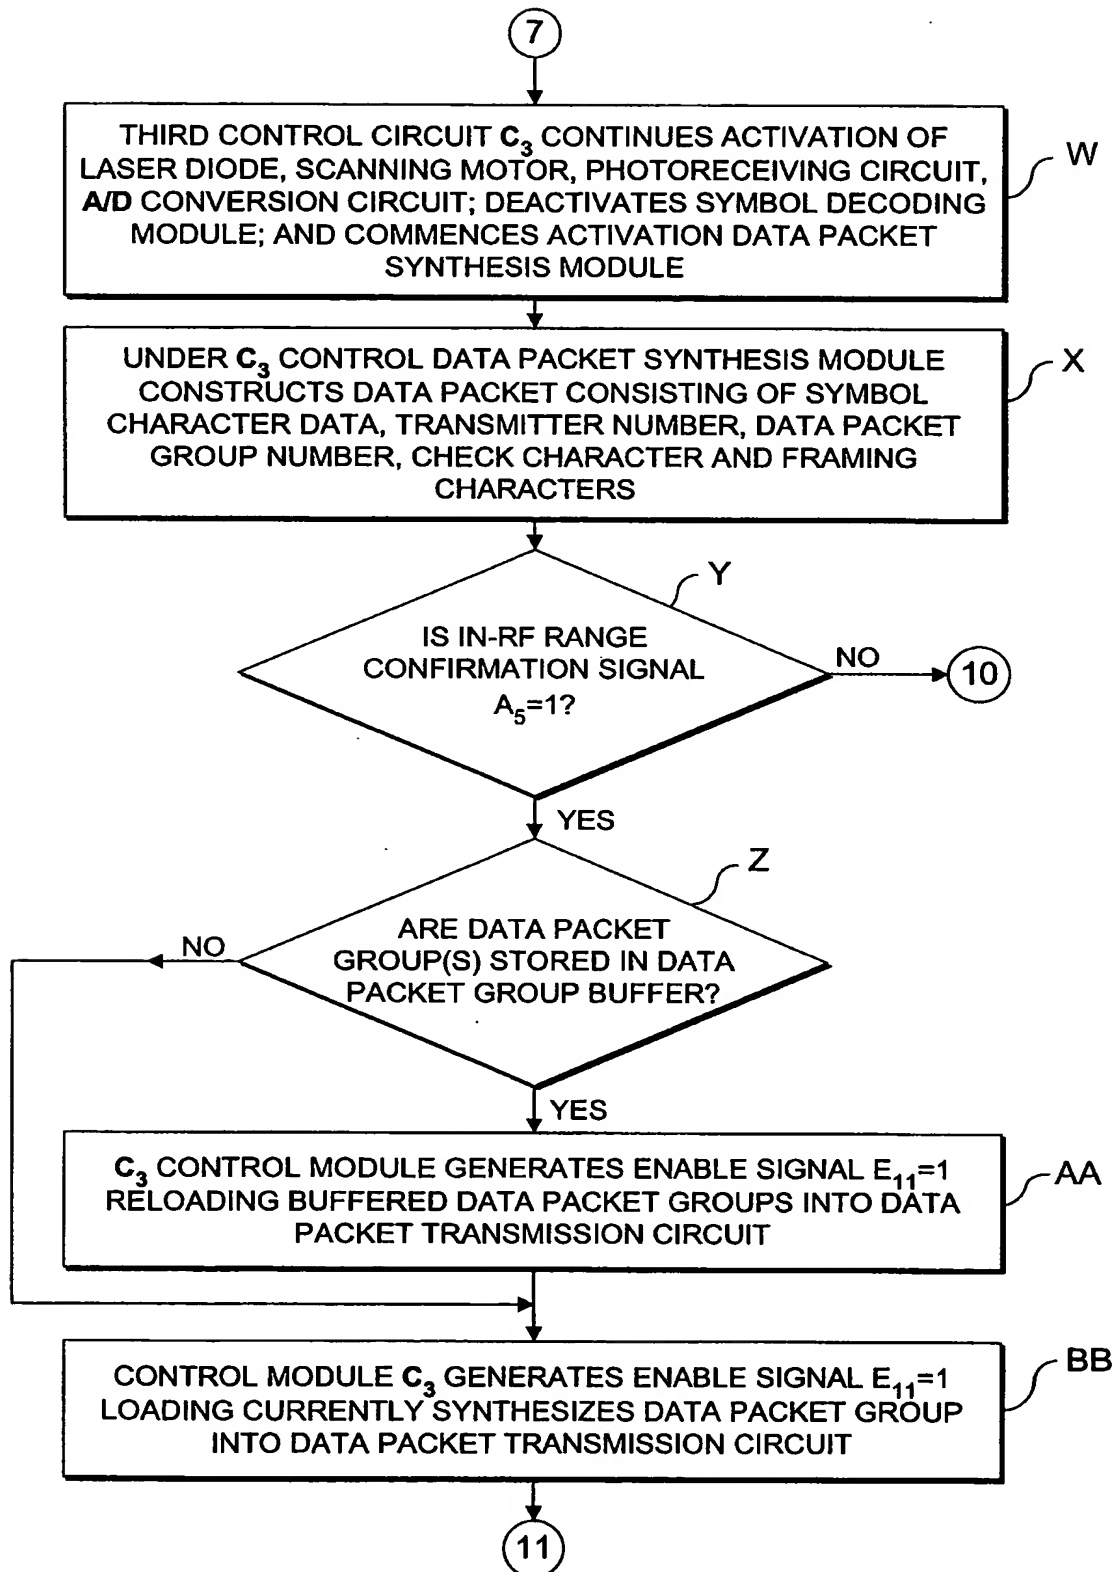 7
THIRD CONTROL CIRCUIT C₃ CONTINUES ACTIVATION OF
LASER DIODE, SCANNING MOTOR, PHOTORECEIVING CIRCUIT,
A/D CONVERSION CIRCUIT; DEACTIVATES SYMBOL DECODING
MODULE; AND COMMENCES ACTIVATION DATA PACKET
SYNTHESIS MODULE
W
UNDER C₃ CONTROL DATA PACKET SYNTHESIS MODULE
CONSTRUCTS DATA PACKET CONSISTING OF SYMBOL
CHARACTER DATA, TRANSMITTER NUMBER, DATA PACKET
GROUP NUMBER, CHECK CHARACTER AND FRAMING
CHARACTERS
X
Y
IS IN-RF RANGE
CONFIRMATION SIGNAL
A₅=1?
NO
10
YES
Z
ARE DATA PACKET
GROUP(S) STORED IN DATA
PACKET GROUP BUFFER?
NO
YES
C₃ CONTROL MODULE GENERATES ENABLE SIGNAL E₁₁=1
RELOADING BUFFERED DATA PACKET GROUPS INTO DATA
PACKET TRANSMISSION CIRCUIT
AA
CONTROL MODULE C₃ GENERATES ENABLE SIGNAL E₁₁=1
LOADING CURRENTLY SYNTHESIZES DATA PACKET GROUP
INTO DATA PACKET TRANSMISSION CIRCUIT
BB
11